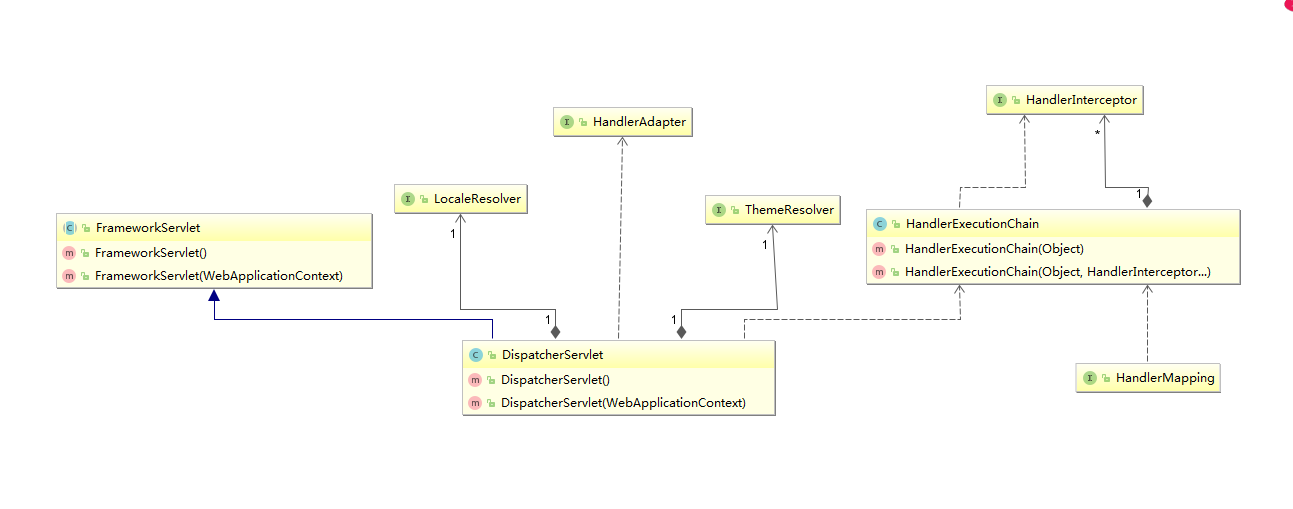 HandlerInterceptor
HandlerAdapter
*
LocaleResolver
1
ThemeResolver
HandlerExecutionChain
FrameworkServlet
1
1
HandlerExecutionChain(Object)
FrameworkServlet()
HandlerExecutionChain(Object, HandlerInterceptor...)
FrameworkServlet(WebApplicationContext)
1
1
DispatcherServlet
HandlerMapping
DispatcherServlet()
DispatcherServlet(WebApplicationContext)